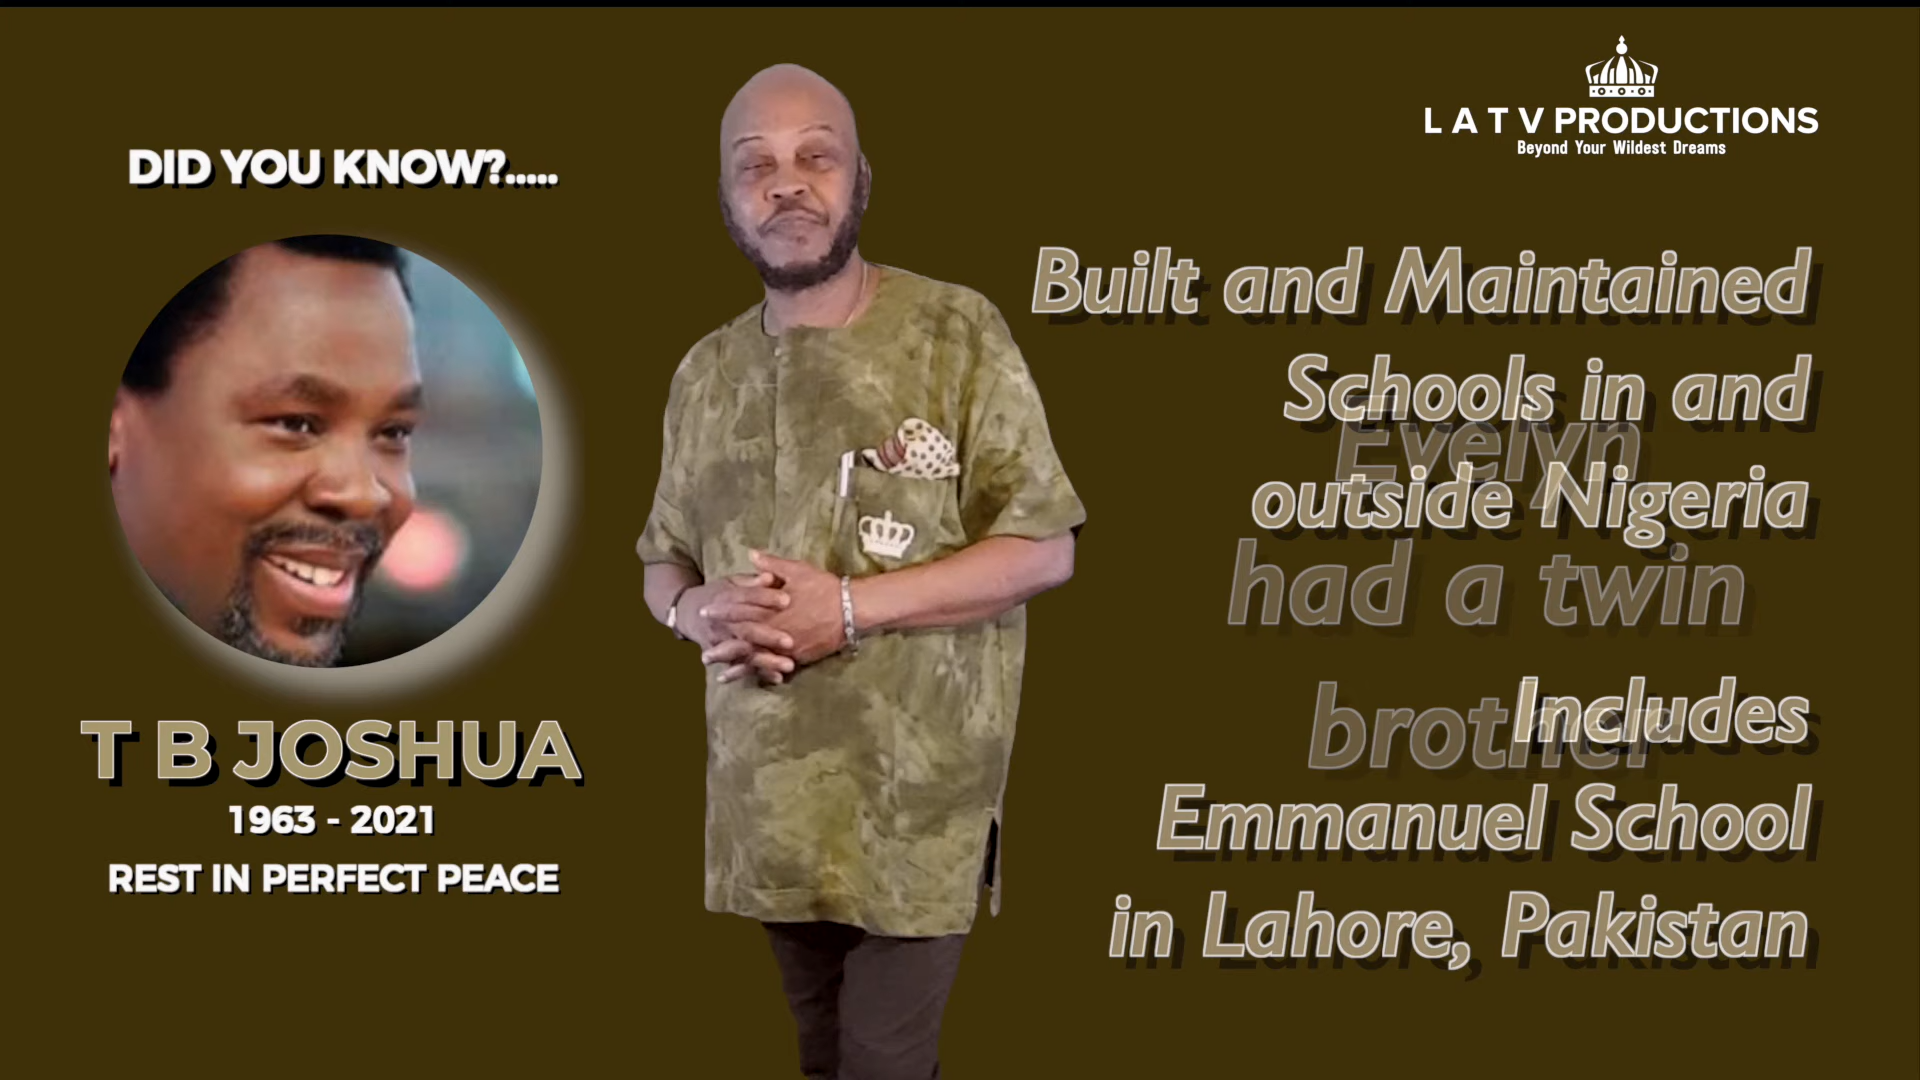 L A T V PRODUCTIONS
Beyond Your Wildest Dreams
DID YOU KNOW?.....
T B JOSHUA
1963 - 2021
REST IN PERFECT PEACE
Built and Maintained
Schools in and
Evelyn
outside Nigeria
had a twin
brother
Includes
Emmanuel School
in Lahore, Pakistan